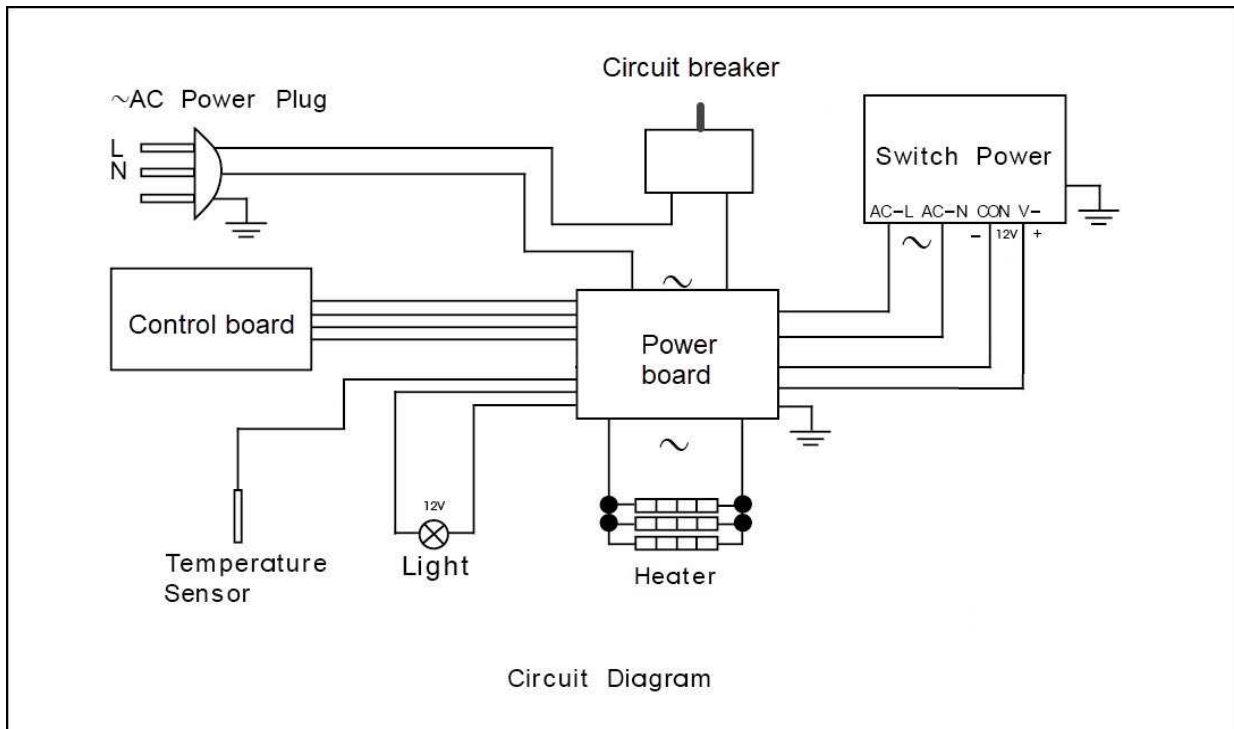 Circuit breaker
~AC Power Plug
L
N
Switch Power
AC-L AC-N CON V-
~ - 12V +
Control board
~
Power
board
~
12V
Temperature
Sensor
Light
Heater
Circuit Diagram